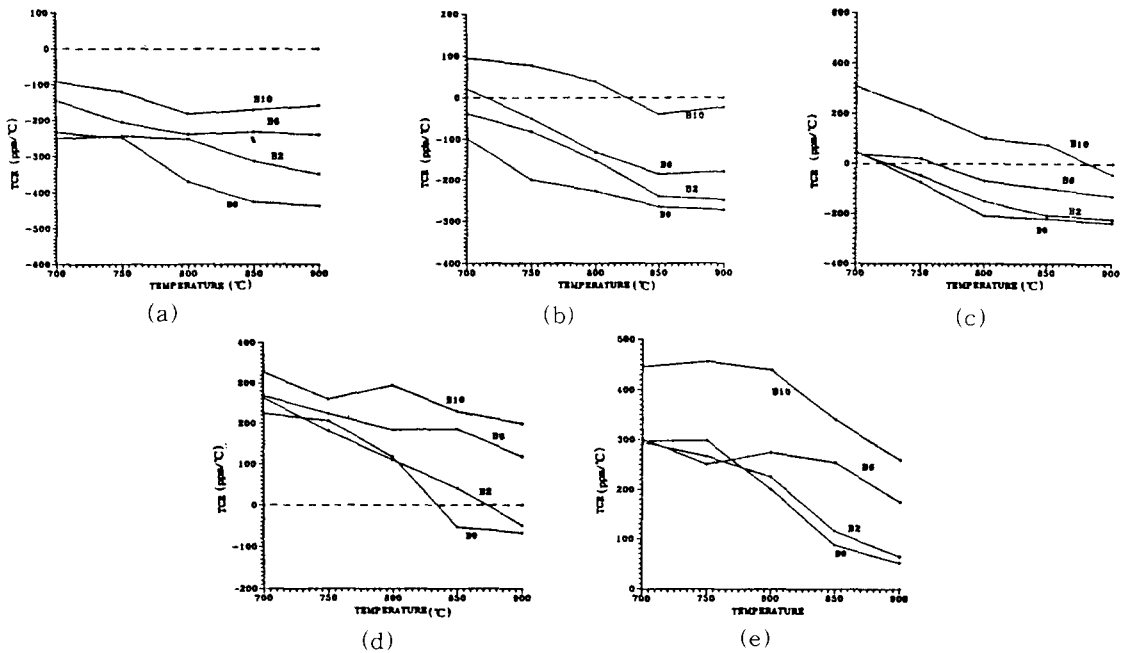 0
-100
-200
-300
-400
-500
-600
TCR (ppm/℃)
B10
B6
B2
B0
700 750 800 850 900
TEMPERATURE (℃)
(a)
200
100
0
-100
-200
-300
-400
TCR (ppm/℃)
B10
B6
B2
B0
700 750 800 850 900
TEMPERATURE (℃)
(b)
600
400
200
0
-200
-400
TCR (ppm/℃)
B10
B6
B2
B0
700 750 800 850 900
TEMPERATURE (℃)
(c)
400
300
200
100
0
-100
-200
TCR (ppm/℃)
B10
B6
B2
B0
700 750 800 850 900
TEMPERATURE (℃)
(d)
500
400
300
200
100
0
TCR (ppm/℃)
B10
B6
B2
B0
700 750 800 850 900
TEMPERATURE
(e)